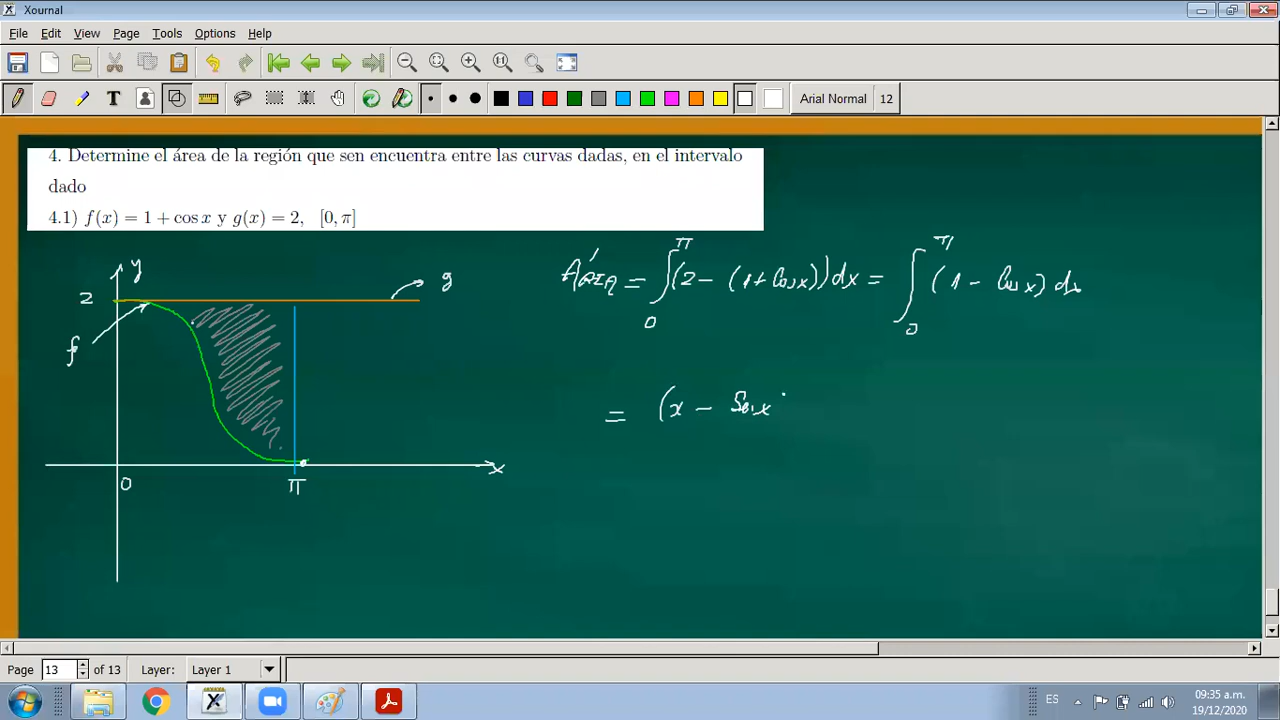 Xournal
File Edit View Page Tools Options Help
Arial Normal 12
4. Determine el área de la región que sen encuentra entre las curvas dadas, en el intervalo
dado
4.1) f(x) = 1 + cos x y g(x) = 2, [0, π]
y
g
2
f
0
π
x
ÁREA = ∫₀^π (2 - (1 + Cos x)) dx = ∫₀^π (1 - Cos x) dx
= (x - Sen x
Page 13 of 13 Layer: Layer 1
ES 09:35 a.m.
19/12/2020